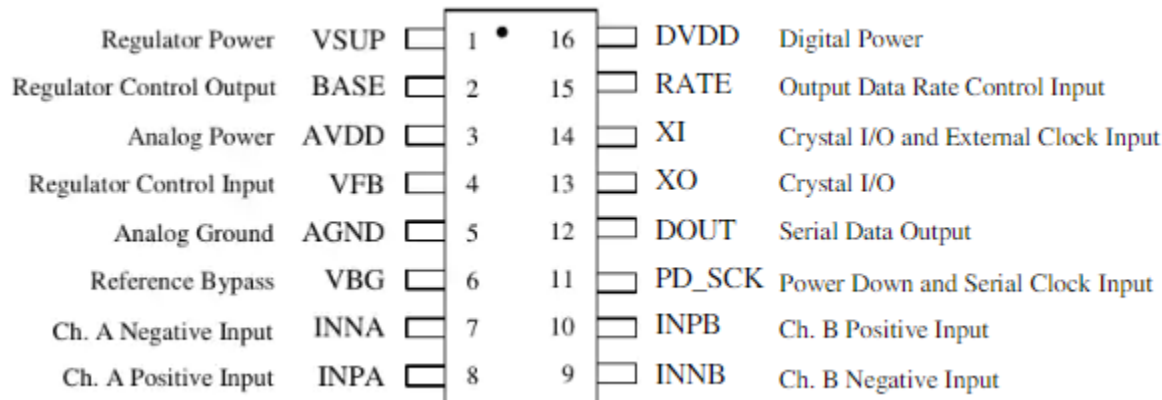 Regulator Power VSUP 1 16 DVDD Digital Power
Regulator Control Output BASE 2 15 RATE Output Data Rate Control Input
Analog Power AVDD 3 14 XI Crystal I/O and External Clock Input
Regulator Control Input VFB 4 13 XO Crystal I/O
Analog Ground AGND 5 12 DOUT Serial Data Output
Reference Bypass VBG 6 11 PD_SCK Power Down and Serial Clock Input
Ch. A Negative Input INNA 7 10 INPB Ch. B Positive Input
Ch. A Positive Input INPA 8 9 INNB Ch. B Negative Input